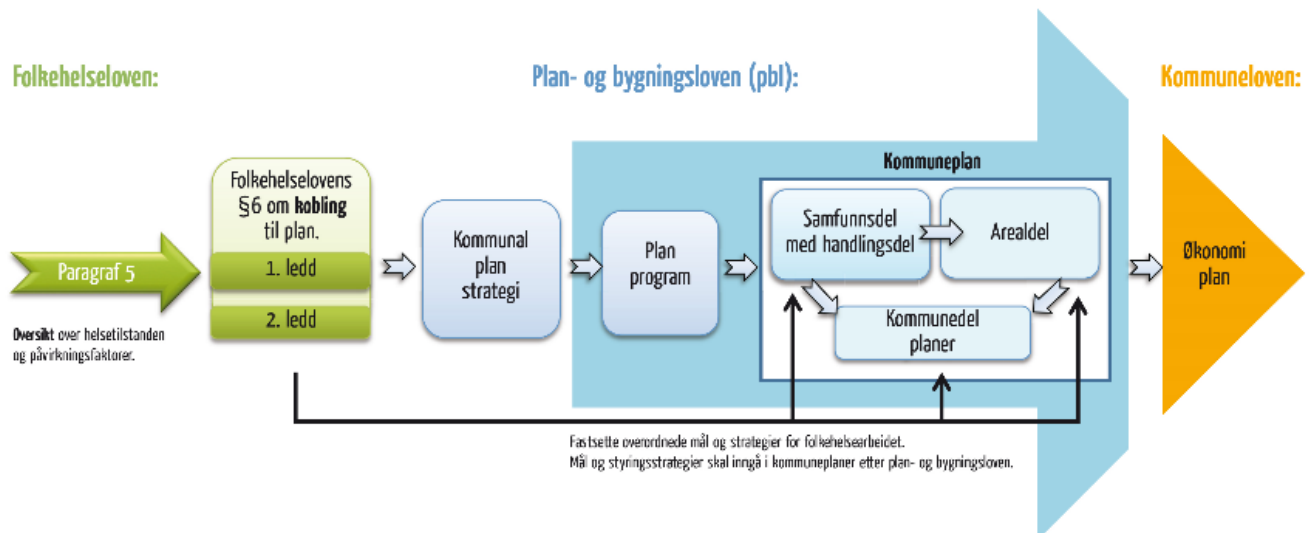 Folkehelseloven:
Plan- og bygningsloven (pbl):
Kommuneloven:
Paragraf 5
Oversikt over helsetilstanden
og påvirkningsfaktorer.
Folkehelselovens
§6 om kobling
til plan.
1. ledd
2. ledd
Kommunal
plan
strategi
Plan
program
Kommuneplan
Samfunnsdel
med handlingsdel
Arealdel
Kommunedel
planer
Økonomi
plan
Fastsette overordnede mål og strategier for folkehelsearbeidet.
Mål og styringsstrategier skal inngå i kommuneplaner etter plan- og bygningsloven.